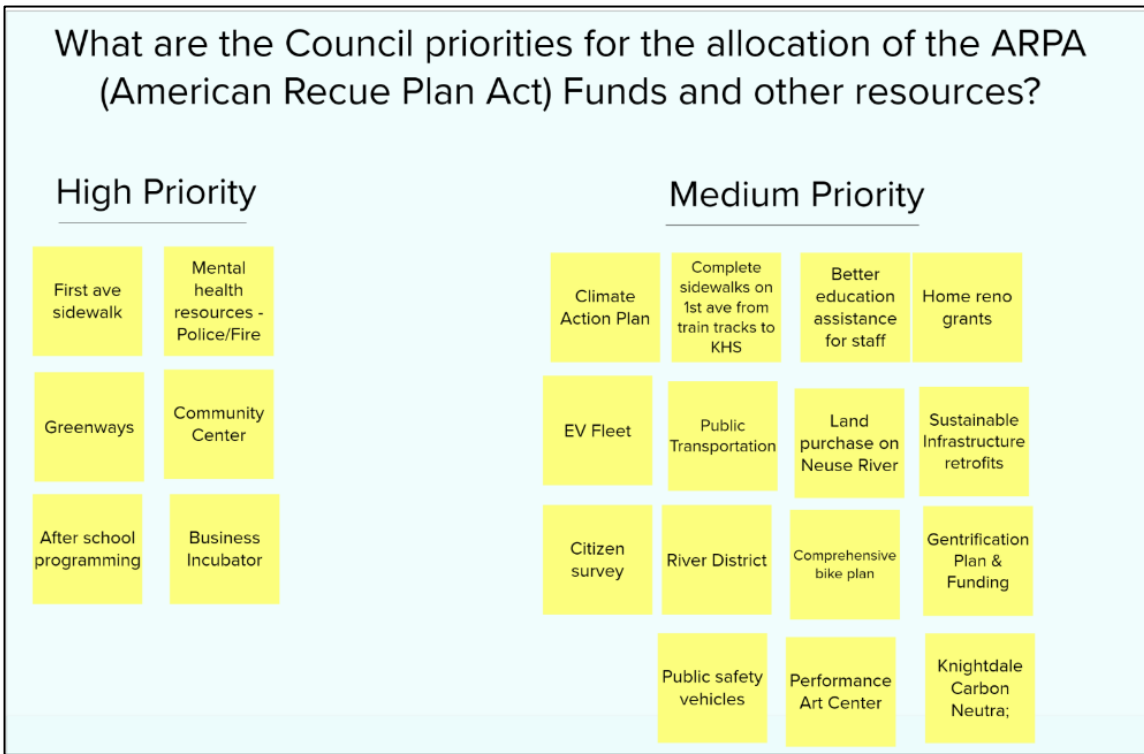 What are the Council priorities for the allocation of the ARPA
(American Recue Plan Act) Funds and other resources?
High Priority
First ave
sidewalk
Mental
health
resources -
Police/Fire
Greenways
Community
Center
After school
programming
Business
Incubator
Medium Priority
Climate
Action Plan
Complete
sidewalks on
1st ave from
train tracks to
KHS
Better
education
assistance
for staff
Home reno
grants
EV Fleet
Public
Transportation
Land
purchase on
Neuse River
Sustainable
Infrastructure
retrofits
Citizen
survey
River District
Comprehensive
bike plan
Gentrification
Plan &
Funding
Public safety
vehicles
Performance
Art Center
Knightdale
Carbon
Neutra;